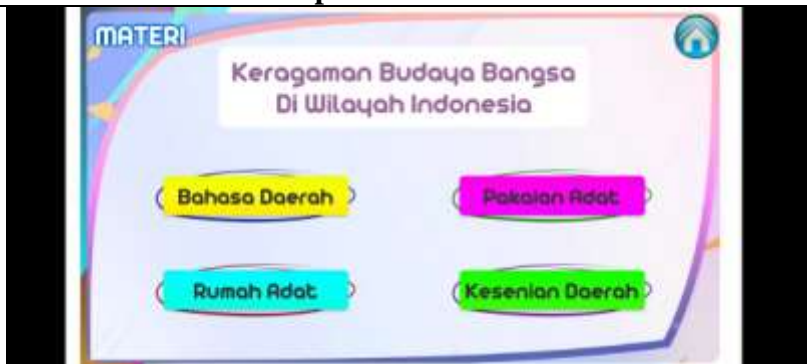 MATERI
Keragaman Budaya Bangsa
Di Wilayah Indonesia
Bahasa Daerah
Pakaian Adat
Rumah Adat
Kesenian Daerah